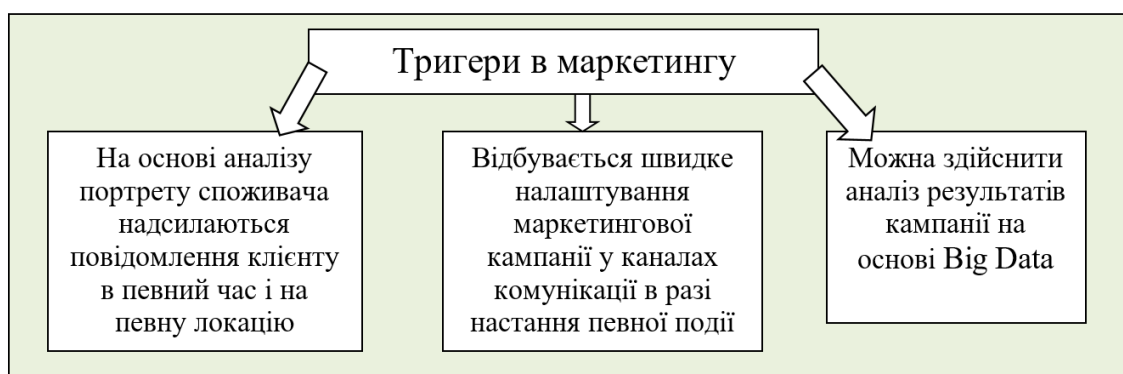 Тригери в маркетингу
На основі аналізу
портрету споживача
надсилаються
повідомлення клієнту
в певний час і на
певну локацію
Відбувається швидке
налаштування
маркетингової
кампанії у каналах
комунікації в разі
настання певної події
Можна здійснити
аналіз результатів
кампанії на
основі Big Data